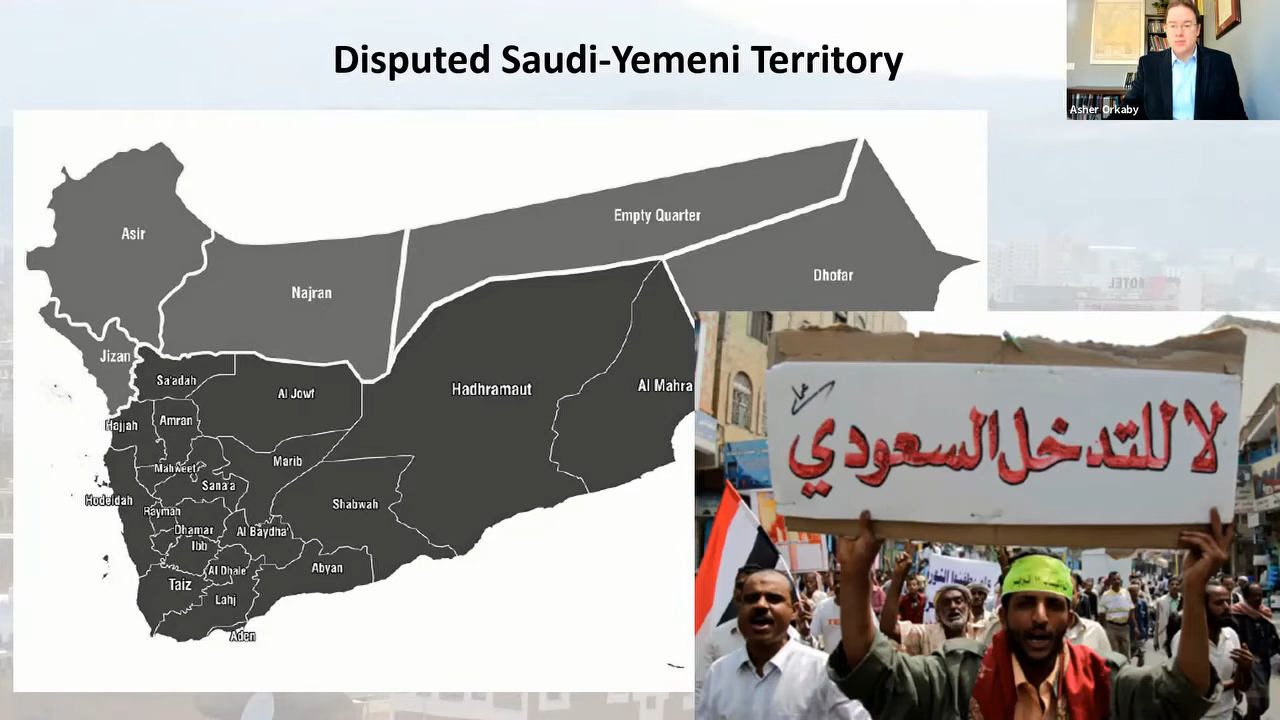 Disputed Saudi-Yemeni Territory
Asher Orkaby
Asir
Empty Quarter
Dhofar
Najran
Jizan
Sa'adah
Al Jowf
Hadhramaut
Al Mahra
Hajjah
Amran
Marib
Mahweet
Sana'a
Hodeidah
Raymah
Shabwah
Dhamar
Al Baydha
Ibb
Al Dhale
Abyan
Taiz
Lahj
Aden
لا للتدخل السعودي